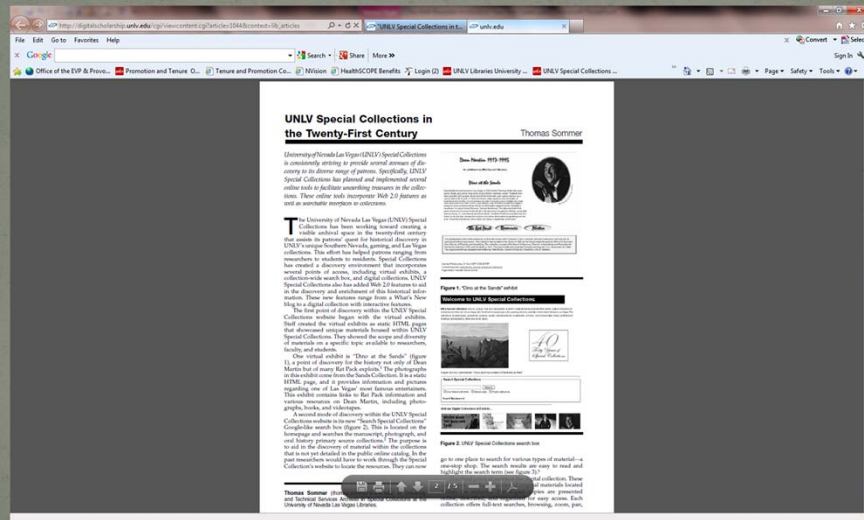 http://digitalscholarship.unlv.edu/cgi/viewcontent.cgi?article=1044&context=lib_articles
"UNLV Special Collections in t...
unlv.edu
File Edit Go to Favorites Help
Convert
Selec
Google
Search
Share
More >>
Sign In
Office of the EVP & Provo...
Promotion and Tenure O...
Tenure and Promotion Co...
NVision
HealthSCOPE Benefits
Login (2)
UNLV Libraries University ...
UNLV Special Collections ...
Page
Safety
Tools
UNLV Special Collections in
the Twenty-First Century
Thomas Sommer
University of Nevada Las Vegas (UNLV) Special Collections
is consistently striving to provide several avenues of dis-
covery to its diverse range of patrons. Specifically, UNLV
Special Collections has planned and implemented several
online tools to facilitate unearthing treasures in the collec-
tions. These online tools incorporate Web 2.0 features as
well as searchable interfaces to collections.
The University of Nevada Las Vegas (UNLV) Special
Collections has been working toward creating a
visible archival space in the twenty-first century
that assists its patrons' quest for historical discovery in
UNLV's unique Southern Nevada, gaming, and Las Vegas
collections. This effort has helped patrons ranging from
researchers to students to residents. Special Collections
has created a discovery environment that incorporates
several points of access, including virtual exhibits, a
collection-wide search box, and digital collections. UNLV
Special Collections also has added Web 2.0 features to aid
in the discovery and enrichment of this historical infor-
mation. These new features range from a What's New
blog to a digital collection with interactive features.
The first point of discovery within the UNLV Special
Collections website began with the virtual exhibits.
Staff created the virtual exhibits as static HTML pages
that showcased unique materials housed within UNLV
Special Collections. They showed the scope and diversity
of materials on a specific topic available to researchers,
faculty, and students.
One virtual exhibit is "Dino at the Sands" (figure
1), a point of discovery for the history not only of Dean
Martin but of many Rat Pack exploits.¹ The photographs
in this exhibit come from the Sands Collection. It is a static
HTML page, and it provides information and pictures
regarding one of Las Vegas' most famous entertainers.
This exhibit contains links to Rat Pack information and
various resources on Dean Martin, including photo-
graphs, books, and videotapes.
A second mode of discovery within the UNLV Special
Collections website is its new "Search Special Collections"
Google-like search box (figure 2). This is located on the
homepage and searches the manuscript, photograph, and
oral history primary source collections.² The purpose is
to aid in the discovery of material within the collections
that is not yet detailed in the public online catalog. In the
past researchers would have to work through the Special
Collection's website to locate the resources. They can now
Thomas Sommer
and Technical Services
University of Nevada Las Vegas Libraries.
Dean Martin 1917-1995
Dino at the Sands
Figure 1. "Dino at the Sands" exhibit
Welcome to UNLV Special Collections
40
Search Special Collections
Figure 2. UNLV Special Collections search box
go to one place to search for various types of material—a
one-stop shop. The search results are easy to read and
highlight the search term (see figure 3).³
ital collection. These
al materials located
pies are presented
for easy access. Each
collection offers full-text searches, browsing, zoom, pan,
2 / 5